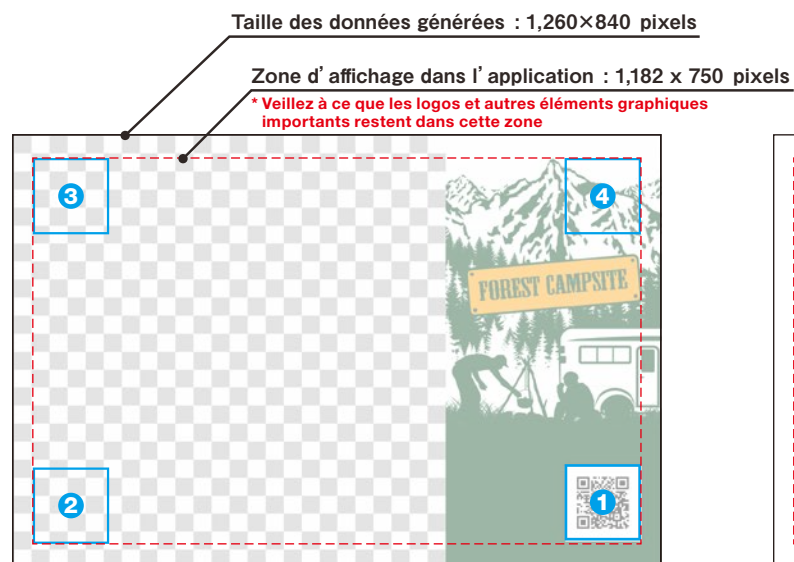 Taille des données générées : 1,260×840 pixels
Zone d’affichage dans l’application : 1,182 x 750 pixels
* Veillez à ce que les logos et autres éléments graphiques
importants restent dans cette zone
3
4
FOREST CAMPSITE
2
1